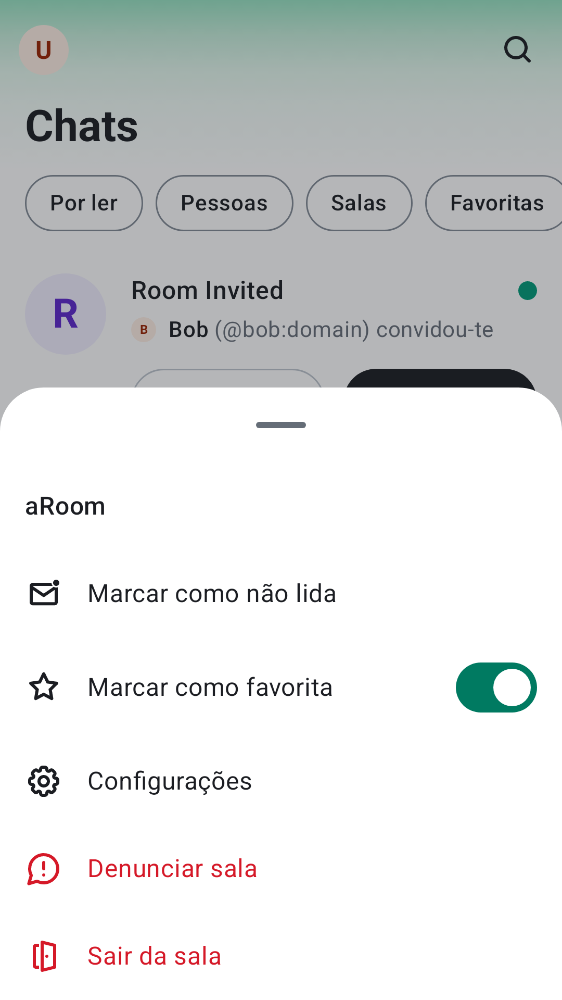 U
Chats
Por ler
Pessoas
Salas
Favoritas
R
Room Invited
B
Bob (@bob:domain) convidou-te
aRoom
Marcar como não lida
Marcar como favorita
Configurações
Denunciar sala
Sair da sala